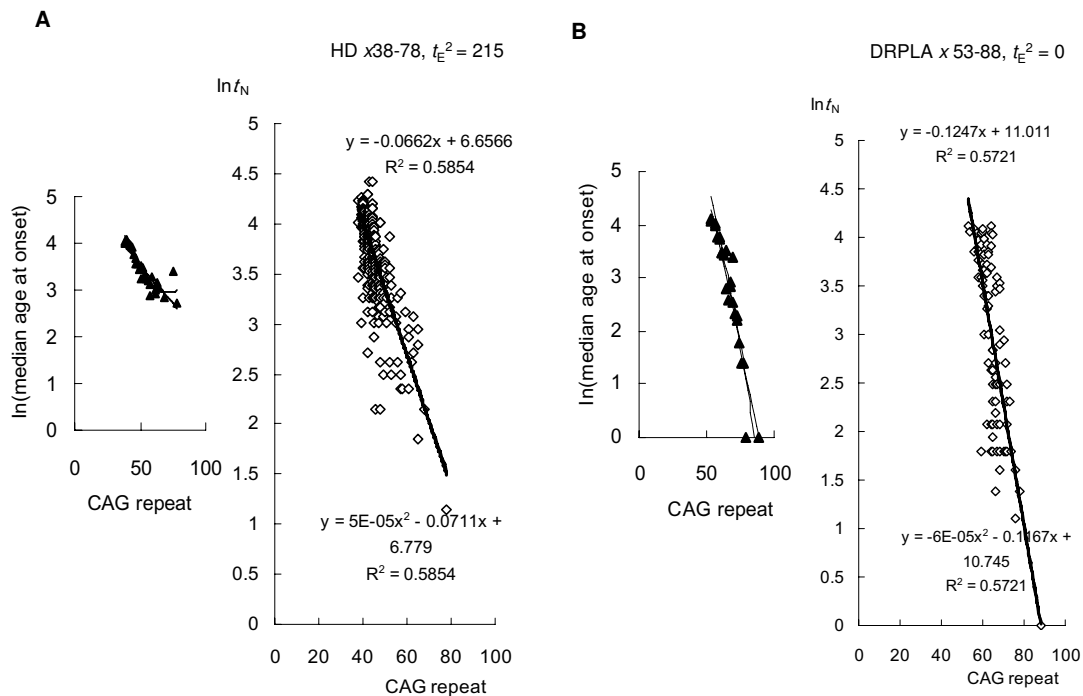 A
HD x38-78, tE² = 215
ln(median age at onset)
5
4
3
2
1
0
0 50 100
CAG repeat
lntN
5
4.5
4
3.5
3
2.5
2
1.5
1
0.5
0
y = -0.0662x + 6.6566
R² = 0.5854
y = 5E-05x² - 0.0711x +
6.779
R² = 0.5854
0 20 40 60 80 100
CAG repeat
B
DRPLA x 53-88, tE² = 0
ln(median age at onset)
5
4
3
2
1
0
0 50 100
CAG repeat
lntN
5
4.5
4
3.5
3
2.5
2
1.5
1
0.5
0
y = -0.1247x + 11.011
R² = 0.5721
y = -6E-05x² - 0.1167x +
10.745
R² = 0.5721
0 20 40 60 80 100
CAG repeat